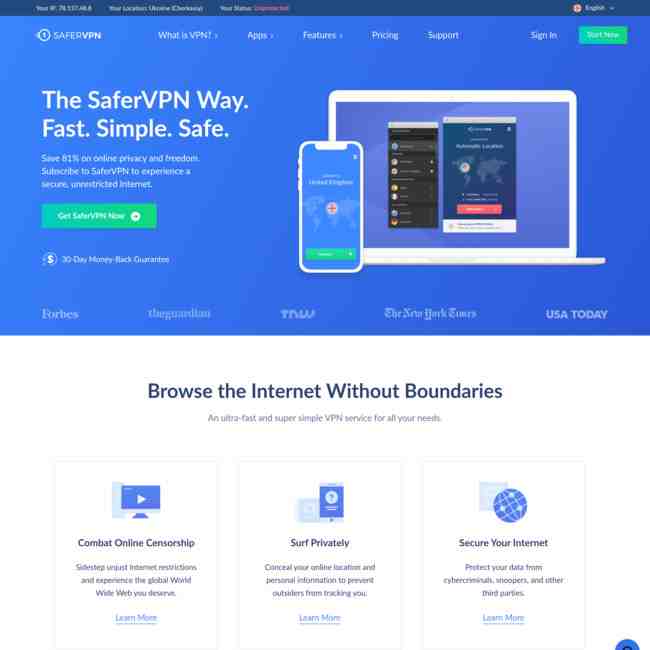 Your IP: 78.137.48.8 Your Location: Ukraine (Cherkasy) Your Status: Unprotected English
SAFERVPN What is VPN? Apps Features Pricing Support Sign In Start Now
The SaferVPN Way.
Fast. Simple. Safe.
Save 81% on online privacy and freedom.
Subscribe to SaferVPN to experience a
secure, unrestricted Internet.
Get SaferVPN Now
30-Day Money-Back Guarantee
United Kingdom
Automatic Location
Forbes theguardian TNW The New York Times USA TODAY
Browse the Internet Without Boundaries
An ultra-fast and super simple VPN service for all your needs.
Combat Online Censorship
Sidestep unjust Internet restrictions
and experience the global World
Wide Web you deserve.
Learn More
Surf Privately
Conceal your online location and
personal information to prevent
outsiders from tracking you.
Learn More
Secure Your Internet
Protect your data from
cybercriminals, snoopers, and other
third parties.
Learn More